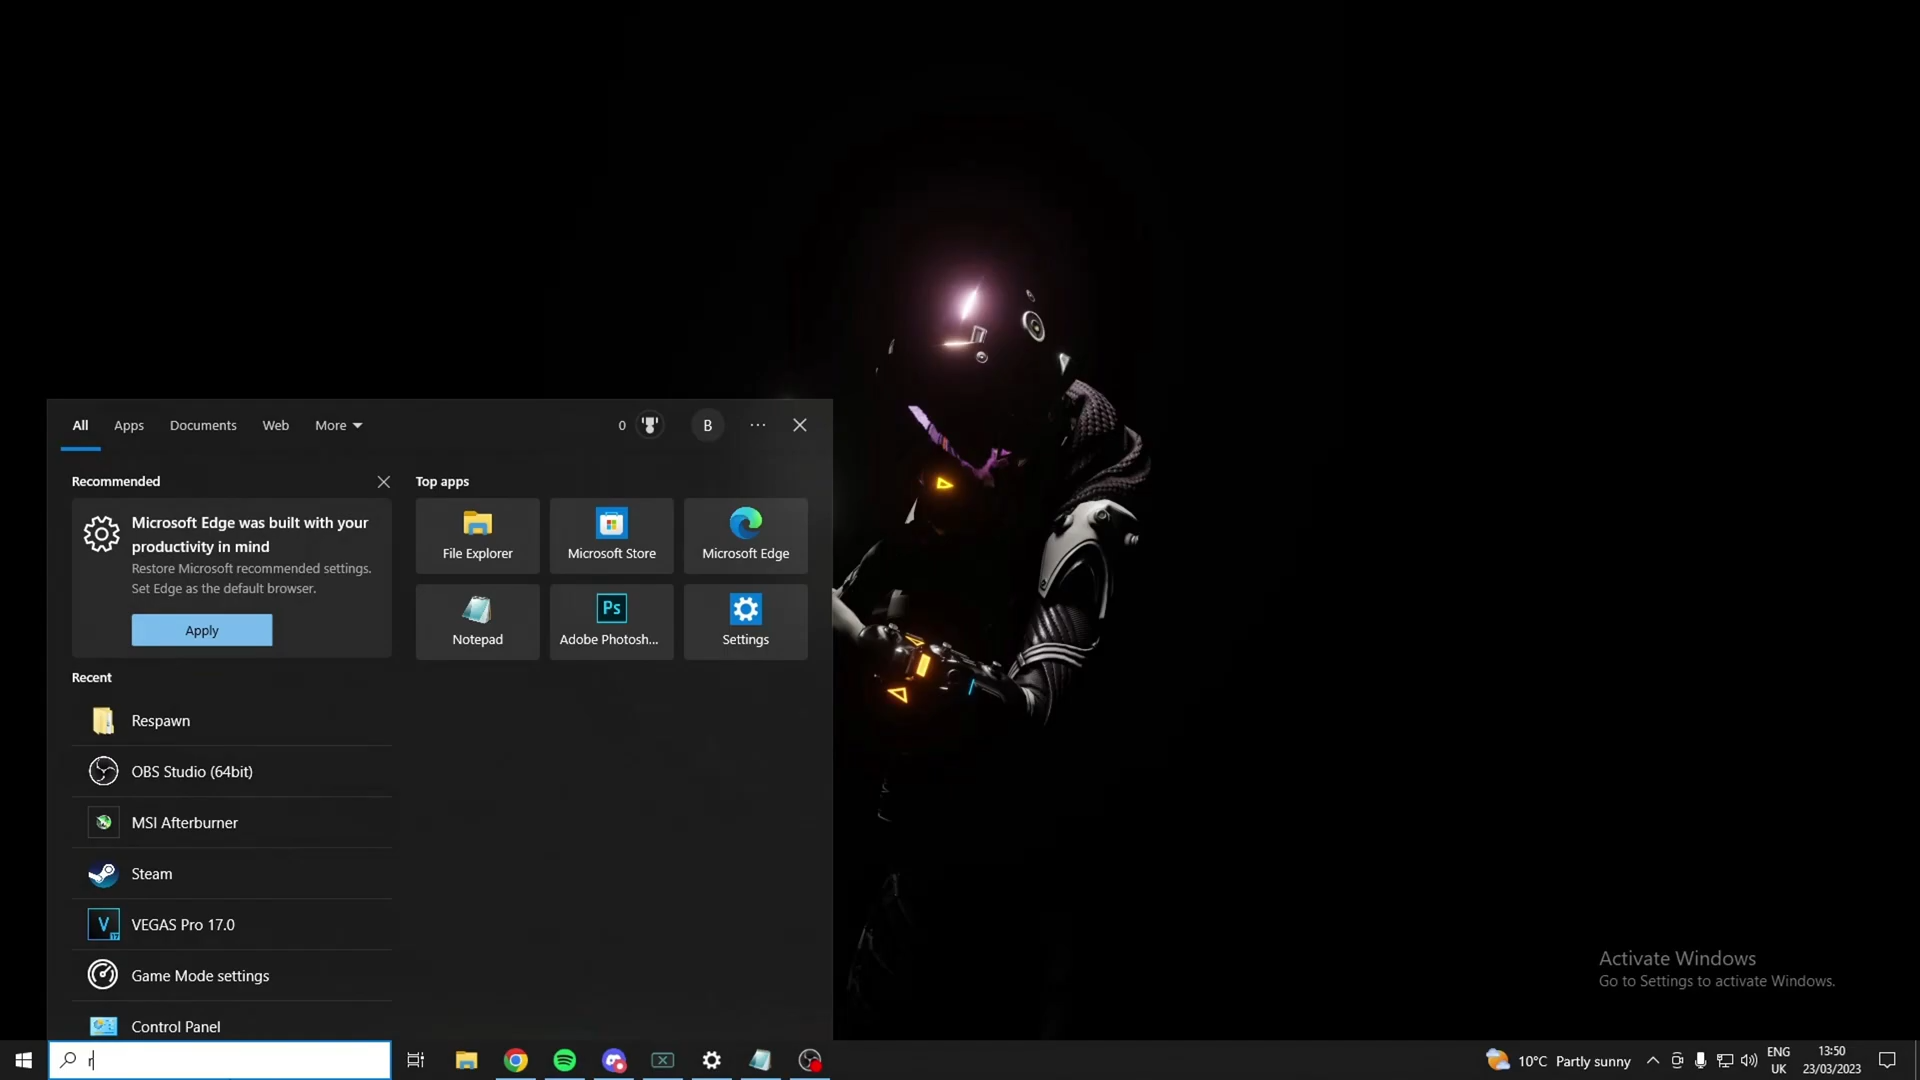 All
Apps
Documents
Web
More
0
B
Recommended
Microsoft Edge was built with your
productivity in mind
Restore Microsoft recommended settings.
Set Edge as the default browser.
Apply
Top apps
File Explorer
Microsoft Store
Microsoft Edge
Notepad
Ps
Adobe Photosh...
Settings
Recent
Respawn
OBS Studio (64bit)
MSI Afterburner
Steam
V
17
VEGAS Pro 17.0
Game Mode settings
Control Panel
Activate Windows
Go to Settings to activate Windows.
r
10°C Partly sunny
ENG
UK
13:50
23/03/2023